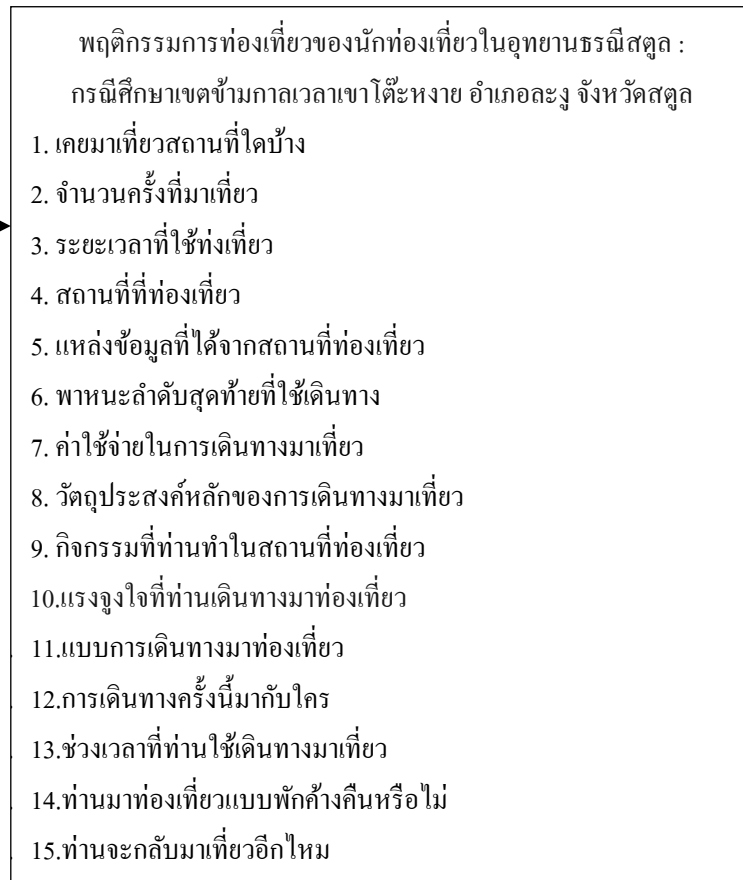 พฤติกรรมการท่องเที่ยวของนักท่องเที่ยวในอุทยานธรณีสตูล :
กรณีศึกษาเขตข้ามกาลเวลาเขาโต๊ะหงาย อำเภอละงู จังหวัดสตูล
1. เคยมาเที่ยวสถานที่ใดบ้าง
2. จำนวนครั้งที่มาเที่ยว
3. ระยะเวลาที่ใช้ท่งเที่ยว
4. สถานที่ที่ท่องเที่ยว
5. แหล่งข้อมูลที่ได้จากสถานที่ท่องเที่ยว
6. พาหนะลำดับสุดท้ายที่ใช้เดินทาง
7. ค่าใช้จ่ายในการเดินทางมาเที่ยว
8. วัตถุประสงค์หลักของการเดินทางมาเที่ยว
9. กิจกรรมที่ท่านทำในสถานที่ท่องเที่ยว
10.แรงจูงใจที่ท่านเดินทางมาท่องเที่ยว
11.แบบการเดินทางมาท่องเที่ยว
12.การเดินทางครั้งนี้มากับใคร
13.ช่วงเวลาที่ท่านใช้เดินทางมาเที่ยว
14.ท่านมาท่องเที่ยวแบบพักค้างคืนหรือไม่
15.ท่านจะกลับมาเที่ยวอีกไหม